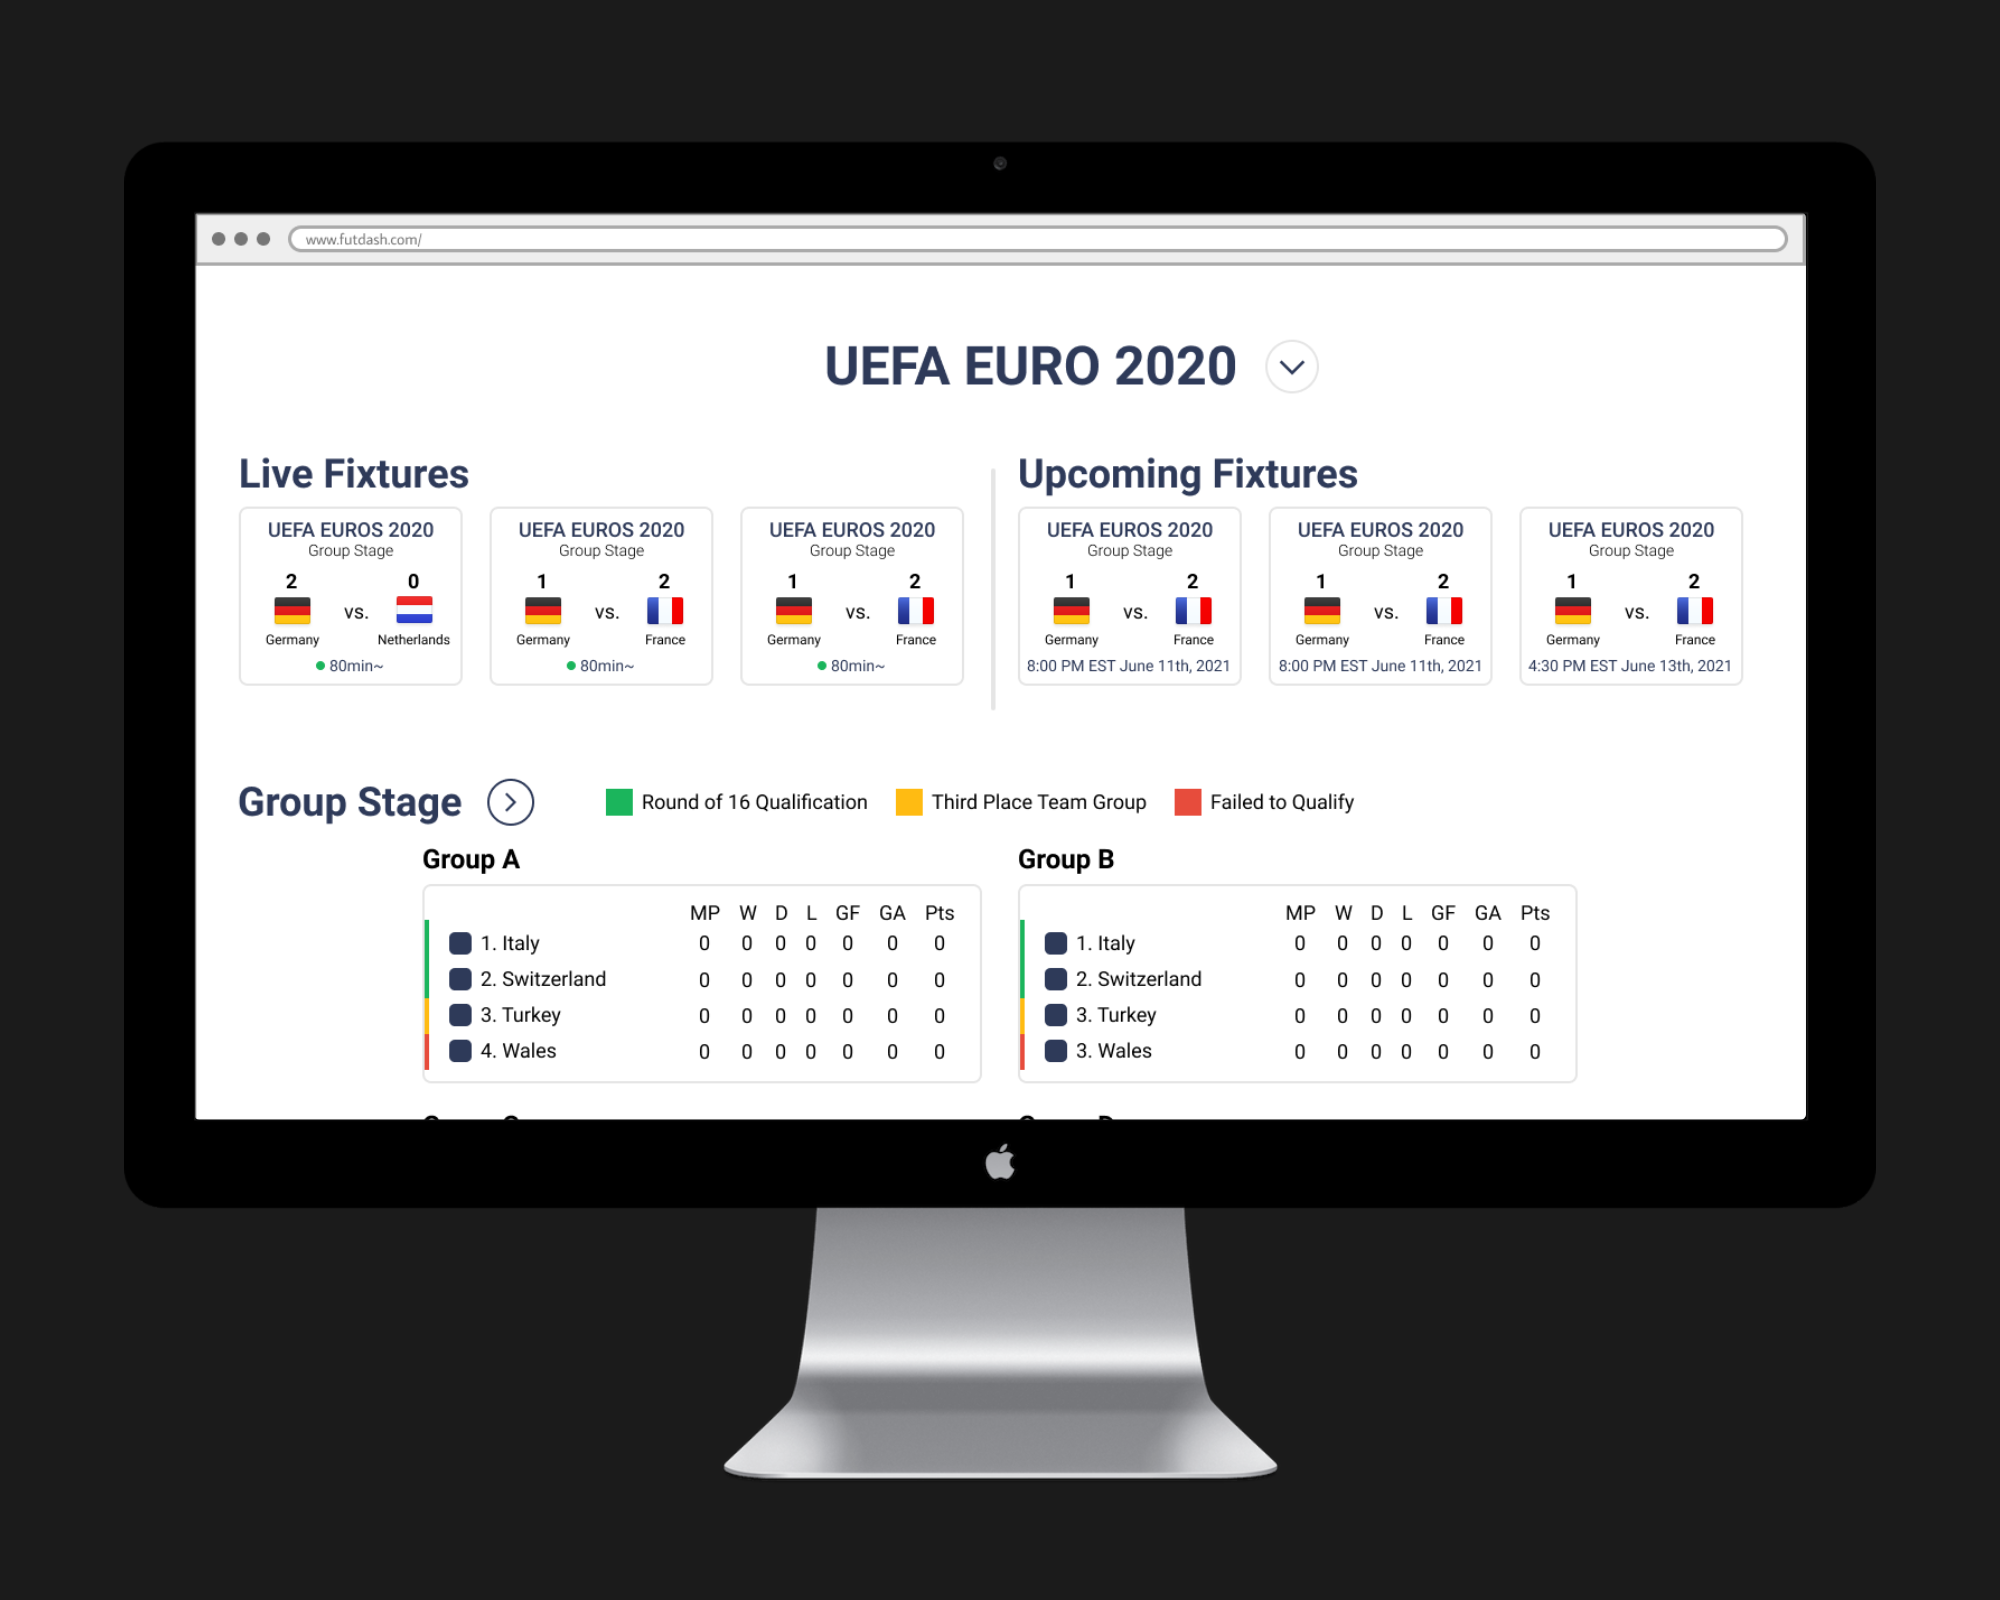 www.futdash.com/
UEFA EURO 2020
Live Fixtures
UEFA EUROS 2020
Group Stage
2 0
vs.
Germany Netherlands
80min~
UEFA EUROS 2020
Group Stage
1 2
vs.
Germany France
80min~
UEFA EUROS 2020
Group Stage
1 2
vs.
Germany France
80min~
Upcoming Fixtures
UEFA EUROS 2020
Group Stage
1 2
vs.
Germany France
8:00 PM EST June 11th, 2021
UEFA EUROS 2020
Group Stage
1 2
vs.
Germany France
8:00 PM EST June 11th, 2021
UEFA EUROS 2020
Group Stage
1 2
vs.
Germany France
4:30 PM EST June 13th, 2021
Group Stage
Round of 16 Qualification Third Place Team Group Failed to Qualify
Group A
MP W D L GF GA Pts
1. Italy 0 0 0 0 0 0 0
2. Switzerland 0 0 0 0 0 0 0
3. Turkey 0 0 0 0 0 0 0
4. Wales 0 0 0 0 0 0 0
Group B
MP W D L GF GA Pts
1. Italy 0 0 0 0 0 0 0
2. Switzerland 0 0 0 0 0 0 0
3. Turkey 0 0 0 0 0 0 0
3. Wales 0 0 0 0 0 0 0